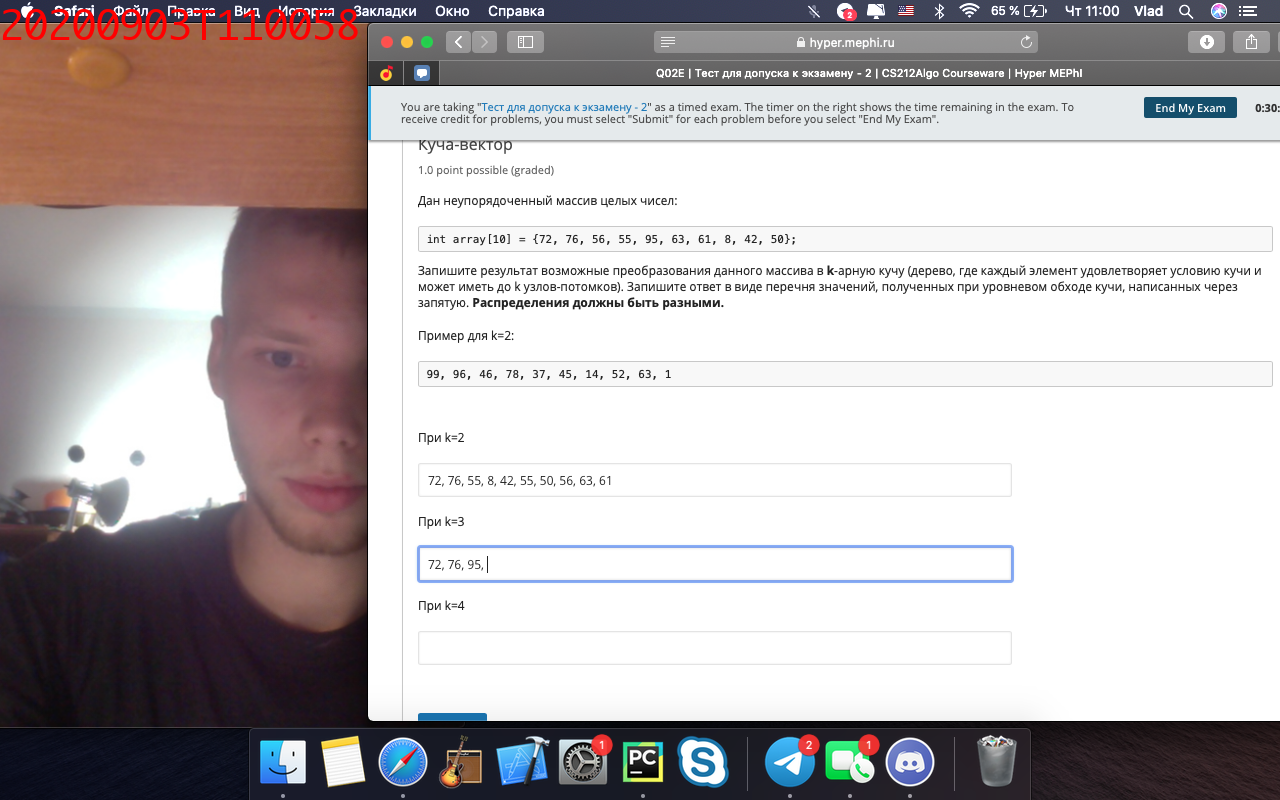 Safari Файл Правка Вид История Закладки Окно Справка 2 65 % Чт 11:00 Vlad
20200903T110058
hyper.mephi.ru
Q02E | Тест для допуска к экзамену - 2 | CS212Algo Courseware | Hyper MEPhI
You are taking "Тест для допуска к экзамену - 2" as a timed exam. The timer on the right shows the time remaining in the exam. To
receive credit for problems, you must select "Submit" for each problem before you select "End My Exam".
End My Exam
0:30:
Куча-вектор
1.0 point possible (graded)
Дан неупорядоченный массив целых чисел:
int array[10] = {72, 76, 56, 55, 95, 63, 61, 8, 42, 50};
Запишите результат возможные преобразования данного массива в k-арную кучу (дерево, где каждый элемент удовлетворяет условию кучи и
может иметь до k узлов-потомков). Запишите ответ в виде перечня значений, полученных при уровневом обходе кучи, написанных через
запятую. Распределения должны быть разными.
Пример для k=2:
99, 96, 46, 78, 37, 45, 14, 52, 63, 1
При k=2
72, 76, 55, 8, 42, 55, 50, 56, 63, 61
При k=3
72, 76, 95,
При k=4
1 PC 2 1